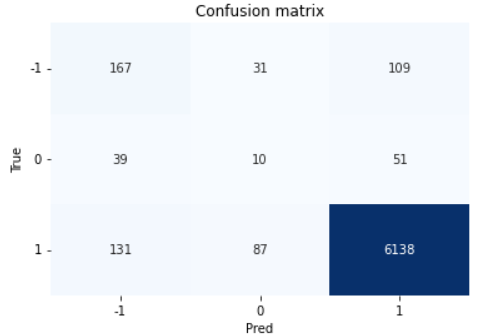 Confusion matrix
-1 167 31 109
0 39 10 51
1 131 87 6138
True
-1 0 1
Pred